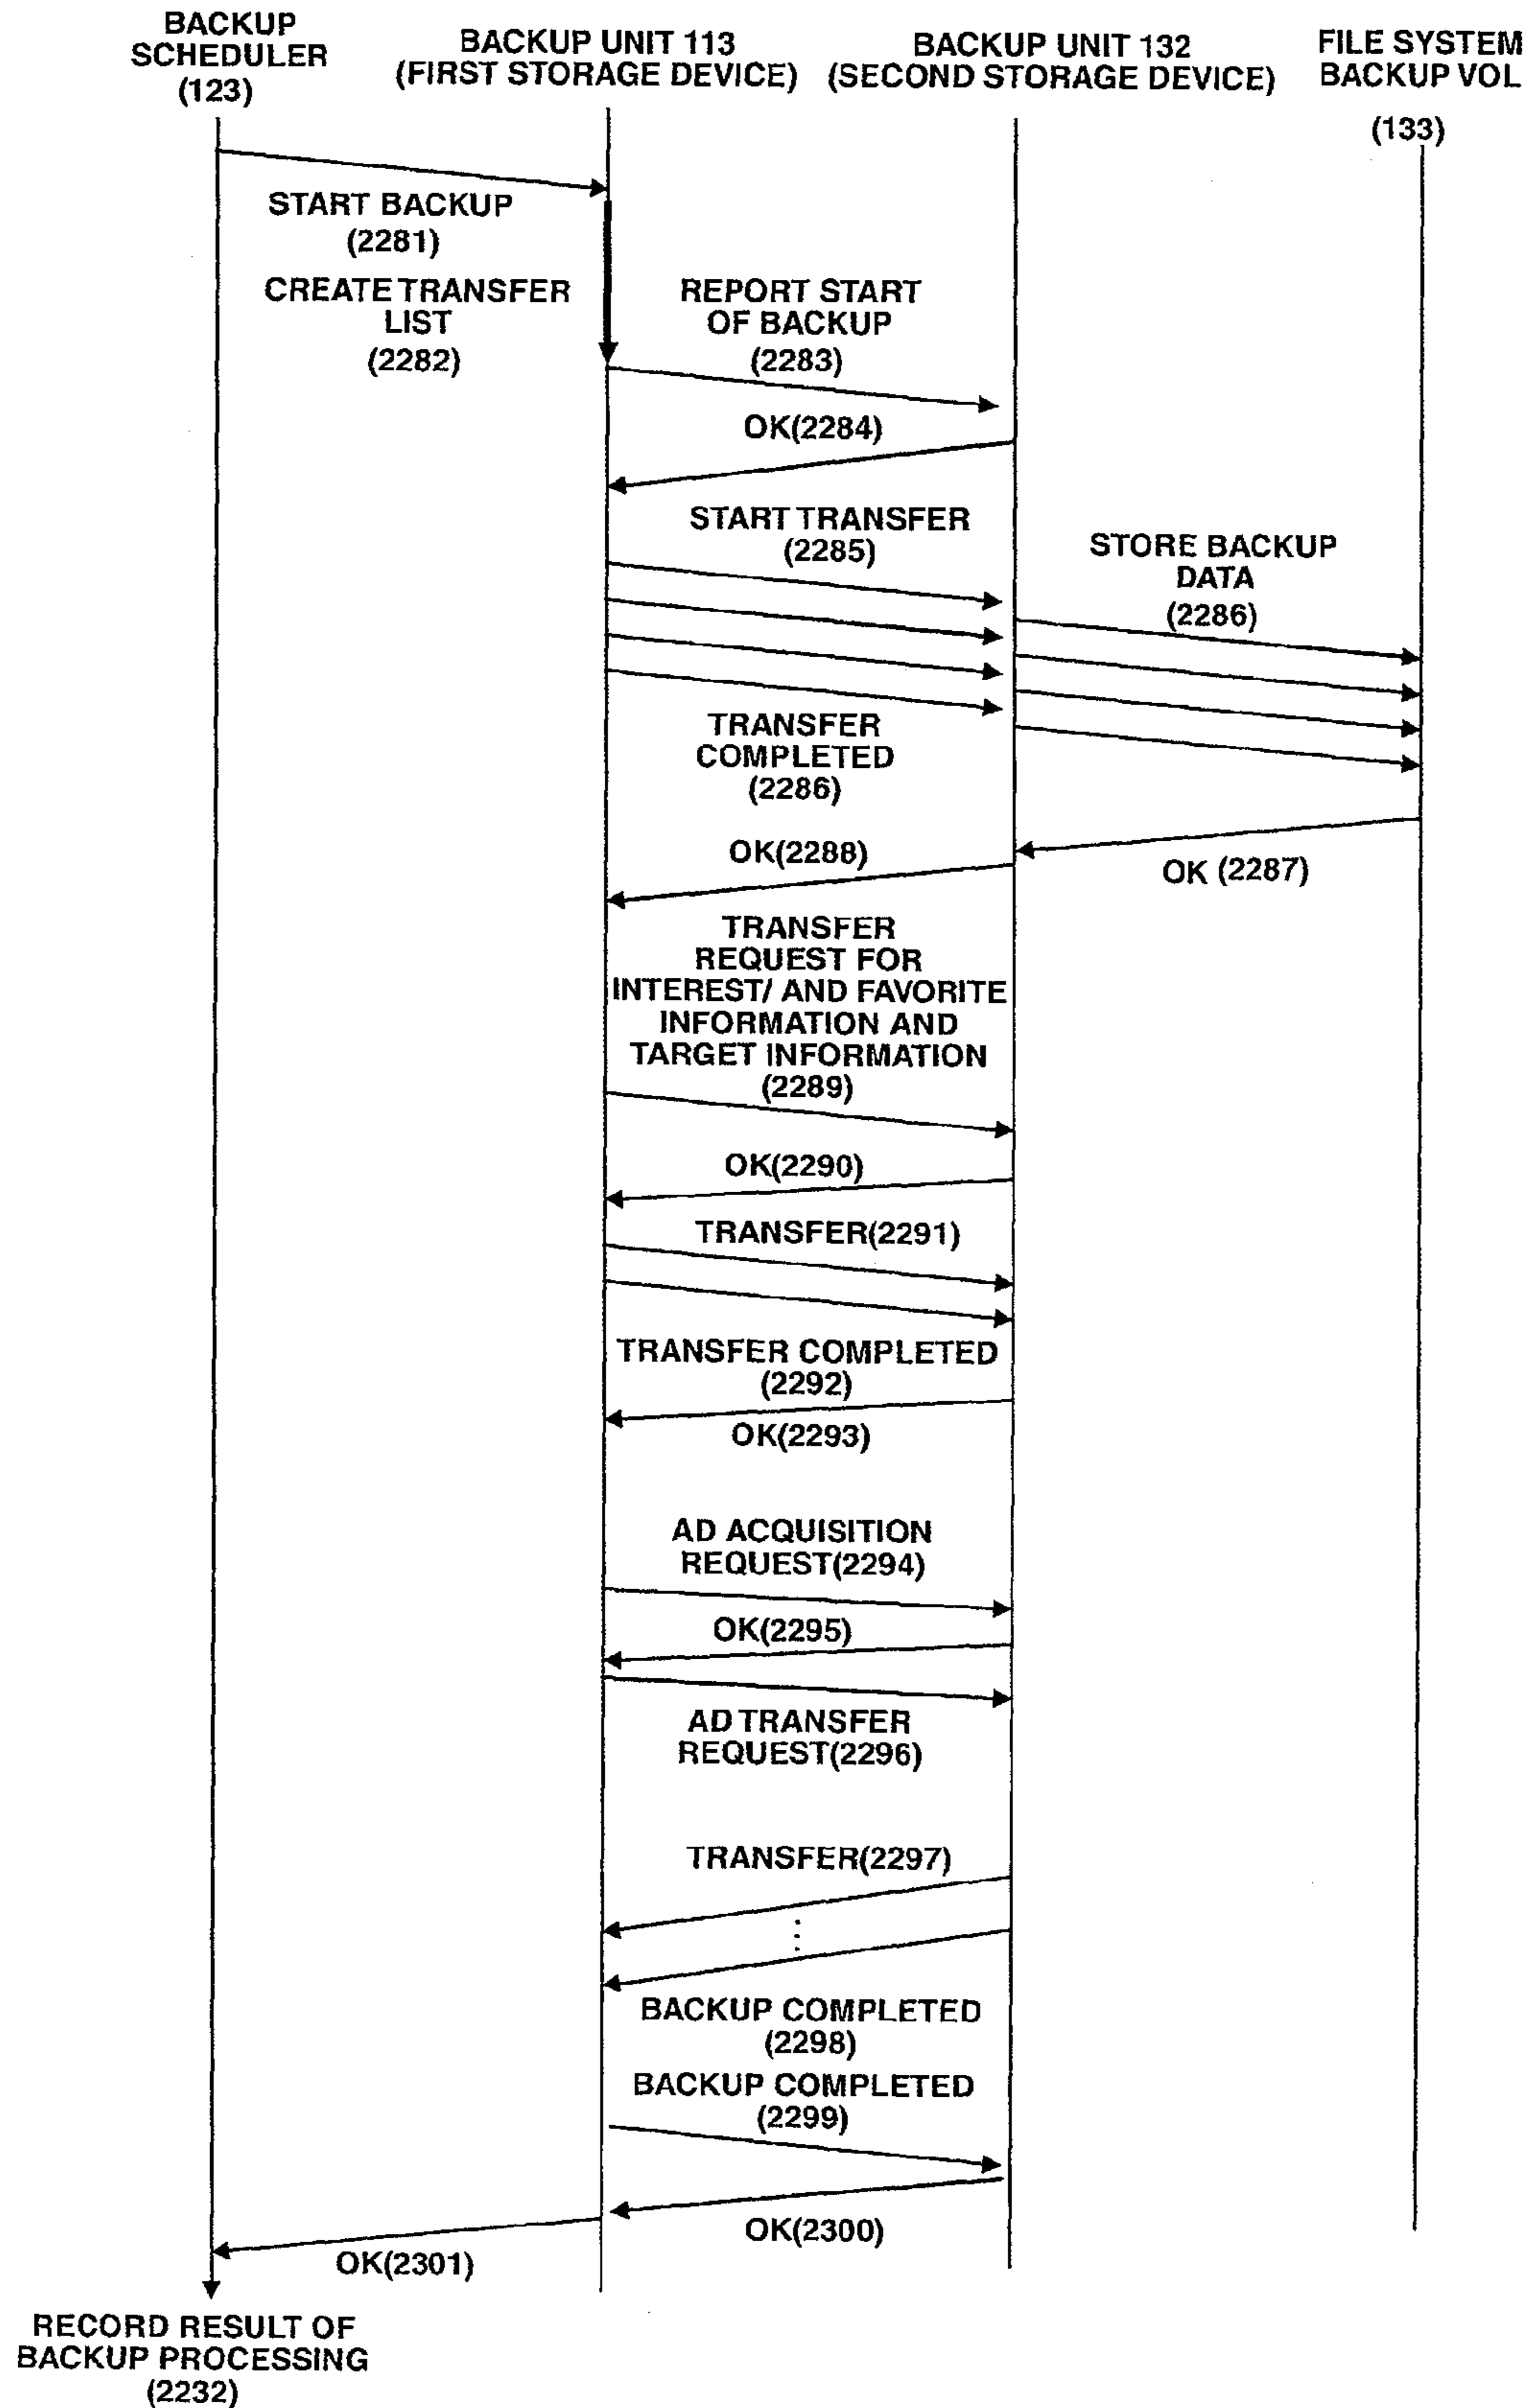 BACKUP
SCHEDULER
(123)
BACKUP UNIT 113
(FIRST STORAGE DEVICE)
BACKUP UNIT 132
(SECOND STORAGE DEVICE)
FILE SYSTEM
BACKUP VOL
(133)
START BACKUP
(2281)
CREATE TRANSFER
LIST
(2282)
REPORT START
OF BACKUP
(2283)
OK(2284)
START TRANSFER
(2285)
STORE BACKUP
DATA
(2286)
TRANSFER
COMPLETED
(2286)
OK(2288)
OK (2287)
TRANSFER
REQUEST FOR
INTEREST/ AND FAVORITE
INFORMATION AND
TARGET INFORMATION
(2289)
OK(2290)
TRANSFER(2291)
TRANSFER COMPLETED
(2292)
OK(2293)
AD ACQUISITION
REQUEST(2294)
OK(2295)
AD TRANSFER
REQUEST(2296)
TRANSFER(2297)
BACKUP COMPLETED
(2298)
BACKUP COMPLETED
(2299)
OK(2300)
OK(2301)
RECORD RESULT OF
BACKUP PROCESSING
(2232)